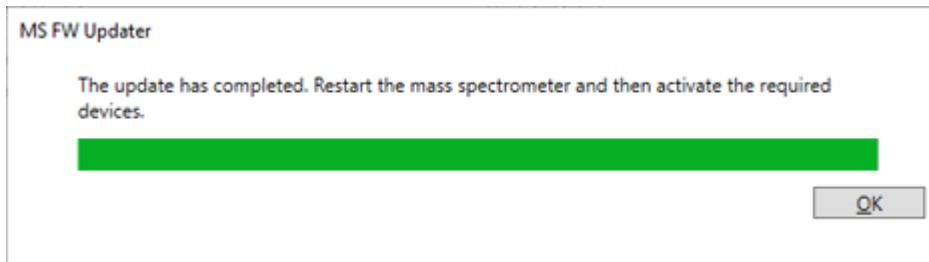 MS FW Updater
The update has completed. Restart the mass spectrometer and then activate the required
devices.
OK